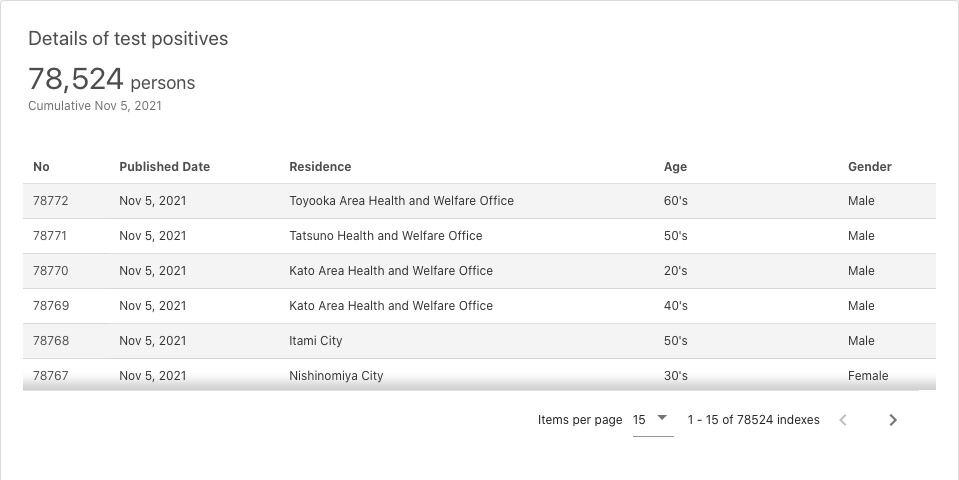 Details of test positives
78,524 persons
Cumulative Nov 5, 2021
No Published Date Residence Age Gender
78772 Nov 5, 2021 Toyooka Area Health and Welfare Office 60's Male
78771 Nov 5, 2021 Tatsuno Health and Welfare Office 50's Male
78770 Nov 5, 2021 Kato Area Health and Welfare Office 20's Male
78769 Nov 5, 2021 Kato Area Health and Welfare Office 40's Male
78768 Nov 5, 2021 Itami City 50's Male
78767 Nov 5, 2021 Nishinomiya City 30's Female
Items per page 15 1 - 15 of 78524 indexes